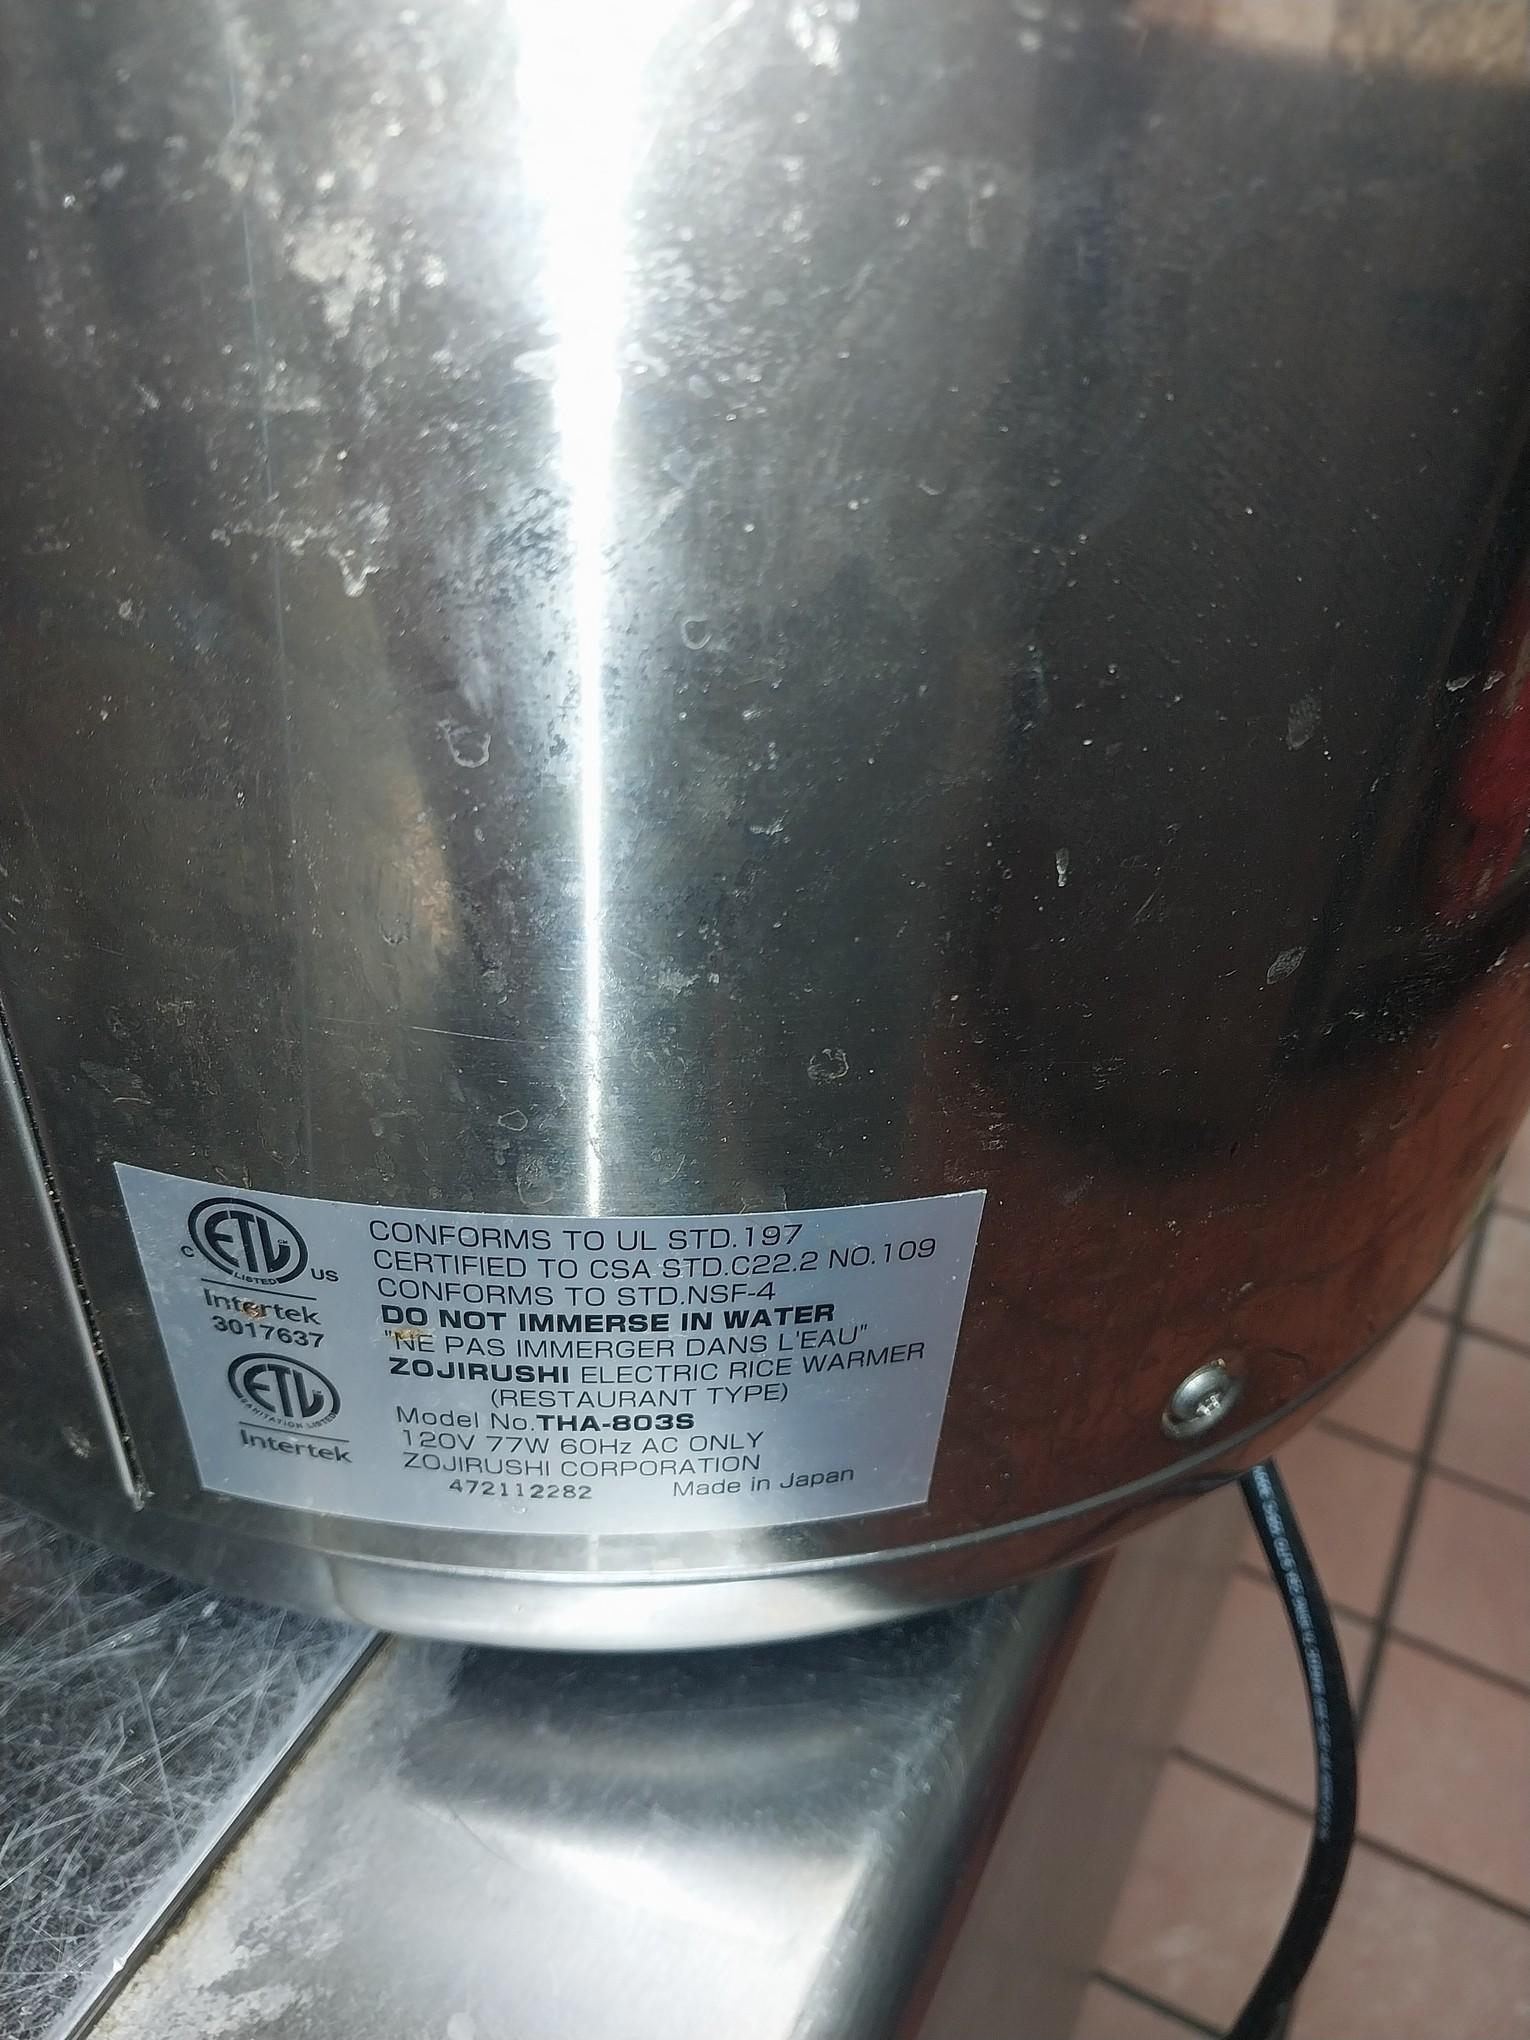 ETL
LISTED
C
US
Intertek
3017637
ETL
SANITATION LISTED
Intertek
CONFORMS TO UL STD.197
CERTIFIED TO CSA STD.C22.2 NO.109
CONFORMS TO STD.NSF-4
DO NOT IMMERSE IN WATER
"NE PAS IMMERGER DANS L'EAU"
ZOJIRUSHI ELECTRIC RICE WARMER
(RESTAURANT TYPE)
Model No.THA-803S
120V 77W 60Hz AC ONLY
ZOJIRUSHI CORPORATION
472112282 Made in Japan